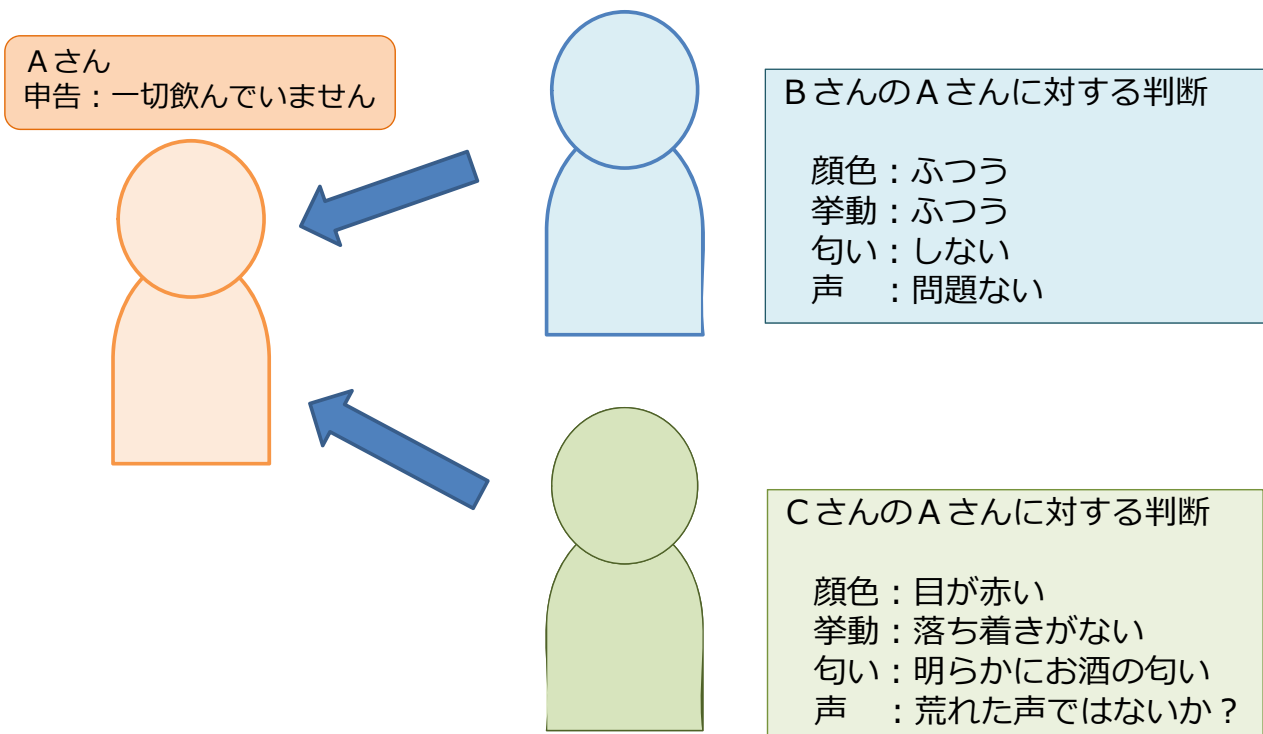 Aさん
申告：一切飲んでいません
BさんのAさんに対する判断
顔色：ふつう
挙動：ふつう
匂い：しない
声　：問題ない
CさんのAさんに対する判断
顔色：目が赤い
挙動：落ち着きがない
匂い：明らかにお酒の匂い
声　：荒れた声ではないか？